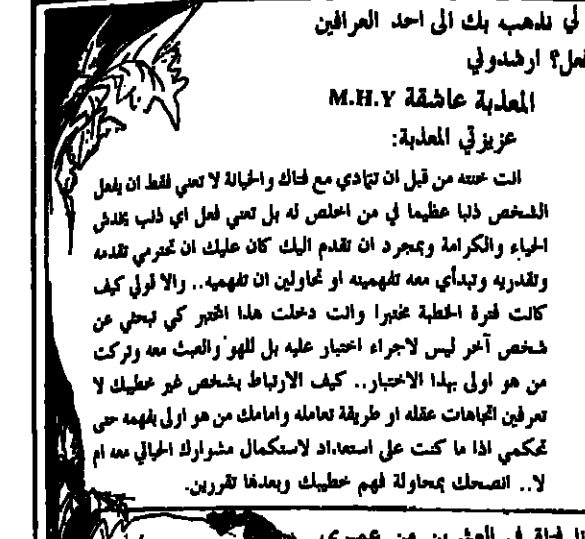 لي نذهب بك الى احد العرافين
فعل؟ ارشدوني
المعذبة عاشقة M.H.Y
عزيزتي المعذبة:
انت خنته من قبل ان تتمادي مع فتاك والخيانة لا تعني فقط ان يفعل
الشخص ذنبا عظيما في من اخلص له بل تعني فعل اي ذنب يخدش
الحياء والكرامة وبمجرد ان تقدم اليك كان عليك ان تحترمي تقدمه
وتقدريه وتبدأي معه تفهمينه او تحاولين ان تفهميه.. والا قولي كيف
كانت فترة الخطبة مختبرا وانت دخلت هذا المختبر كي تبحثي عن
شخص آخر ليس لاجراء اختبار عليه بل للهو والعبث معه وتركت
من هو اولى بهذا الاختبار.. كيف الارتباط بشخص غير خطيبك لا
تعرفين اتجاهات عقله او طريقة تعامله وامامك من هو اولى بفهمه حتى
تحكمي اذا ما كنت على استعداد لاستكمال مشوارك الحياتي معه ام
لا.. انصحك بمحاولة فهم خطيبك وبعدها تقررين.